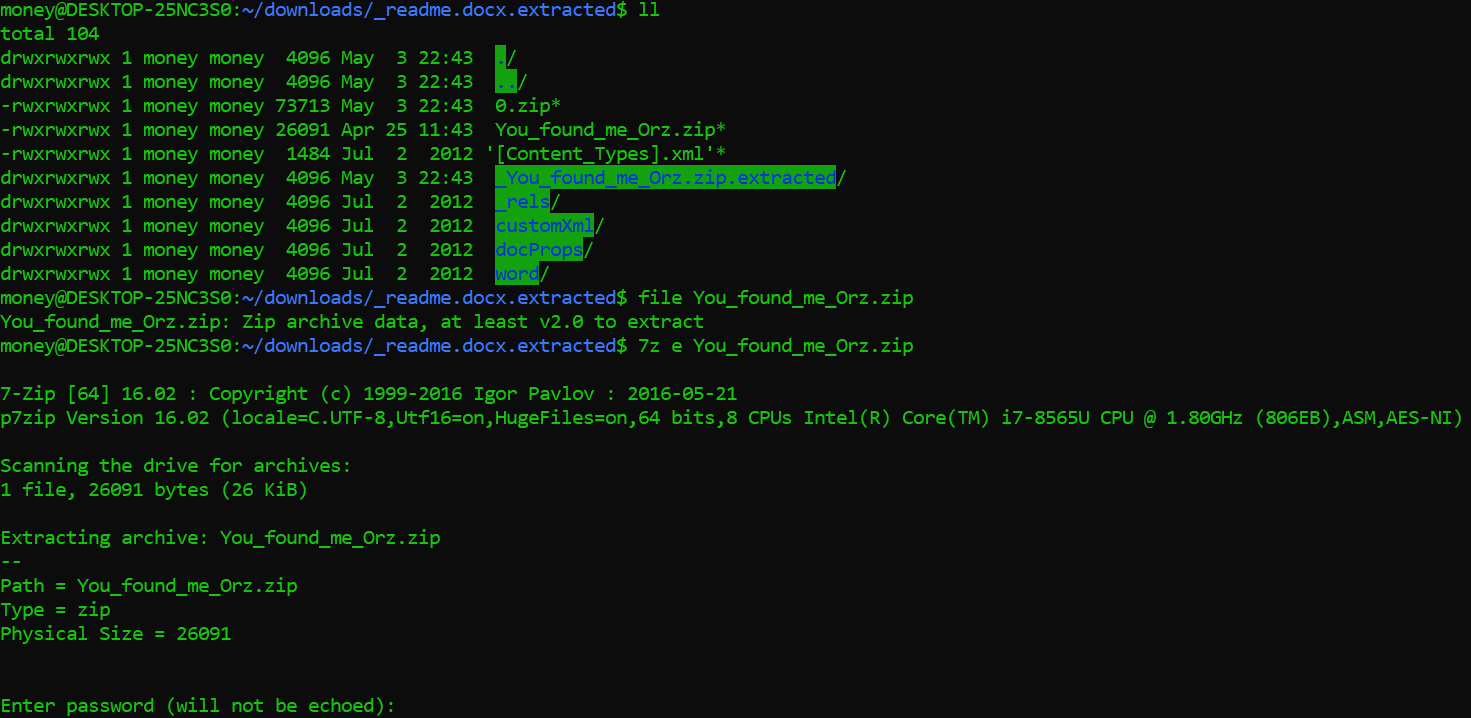 money@DESKTOP-25NC3S0:~/downloads/_readme.docx.extracted$ ll
total 104
drwxrwxrwx 1 money money  4096 May  3 22:43  ./
drwxrwxrwx 1 money money  4096 May  3 22:43  ../
-rwxrwxrwx 1 money money 73713 May  3 22:43  0.zip*
-rwxrwxrwx 1 money money 26091 Apr 25 11:43  You_found_me_Orz.zip*
-rwxrwxrwx 1 money money  1484 Jul  2  2012 '[Content_Types].xml'*
drwxrwxrwx 1 money money  4096 May  3 22:43  _You_found_me_Orz.zip.extracted/
drwxrwxrwx 1 money money  4096 Jul  2  2012  _rels/
drwxrwxrwx 1 money money  4096 Jul  2  2012  customXml/
drwxrwxrwx 1 money money  4096 Jul  2  2012  docProps/
drwxrwxrwx 1 money money  4096 Jul  2  2012  word/
money@DESKTOP-25NC3S0:~/downloads/_readme.docx.extracted$ file You_found_me_Orz.zip
You_found_me_Orz.zip: Zip archive data, at least v2.0 to extract
money@DESKTOP-25NC3S0:~/downloads/_readme.docx.extracted$ 7z e You_found_me_Orz.zip
7-Zip [64] 16.02 : Copyright (c) 1999-2016 Igor Pavlov : 2016-05-21
p7zip Version 16.02 (locale=C.UTF-8,Utf16=on,HugeFiles=on,64 bits,8 CPUs Intel(R) Core(TM) i7-8565U CPU @ 1.80GHz (806EB),ASM,AES-NI)
Scanning the drive for archives:
1 file, 26091 bytes (26 KiB)
Extracting archive: You_found_me_Orz.zip
--
Path = You_found_me_Orz.zip
Type = zip
Physical Size = 26091
Enter password (will not be echoed):